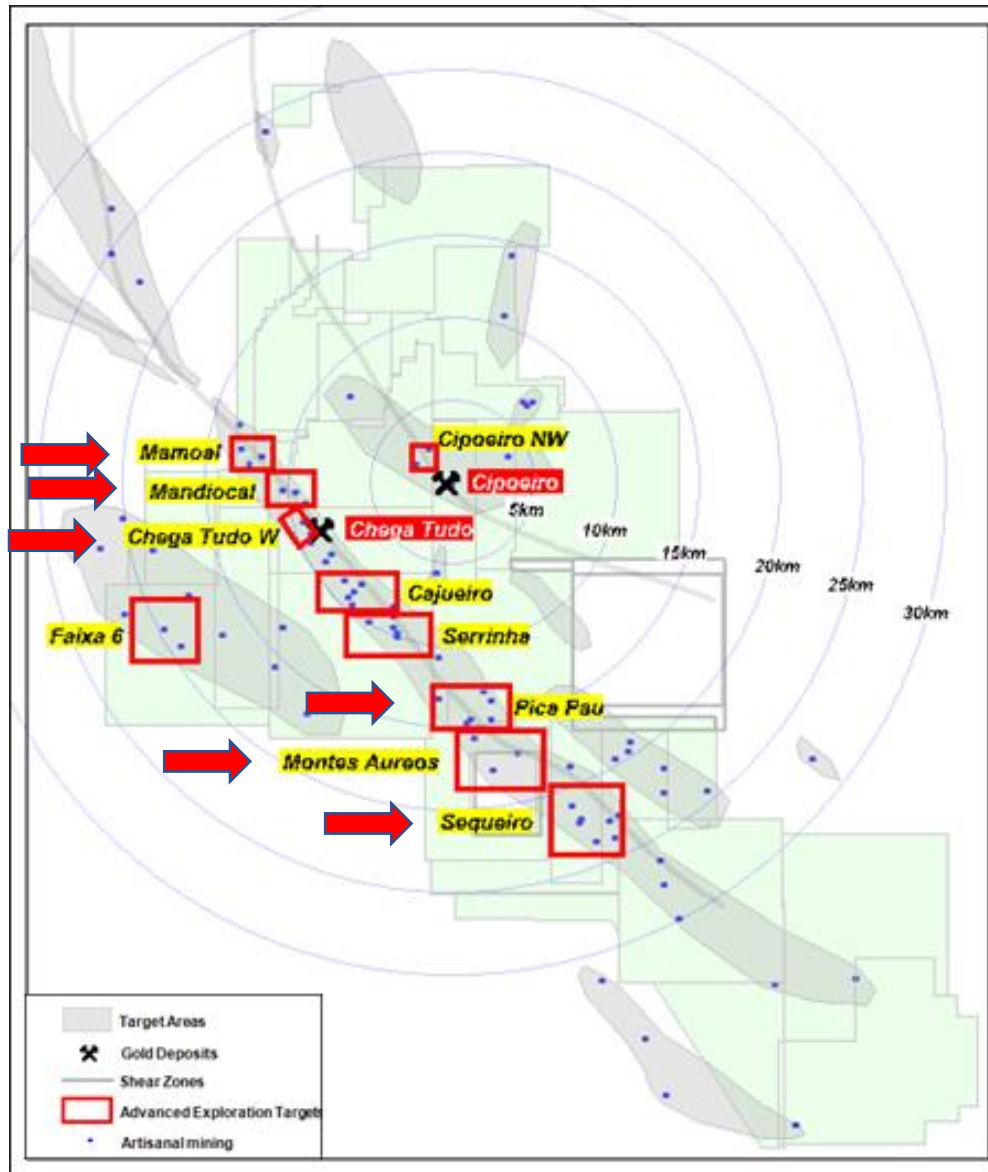 Cipoeiro NW
Mamoal
Cipoeiro
Mandiocal
5km
10km
15km
20km
25km
30km
Chega Tudo W
Chega Tudo
Cajueiro
Faixa 6
Serrinha
Pica Pau
Montes Aureos
Sequeiro
Target Areas
Gold Deposits
Shear Zones
Advanced Exploration Targets
Artisanal mining